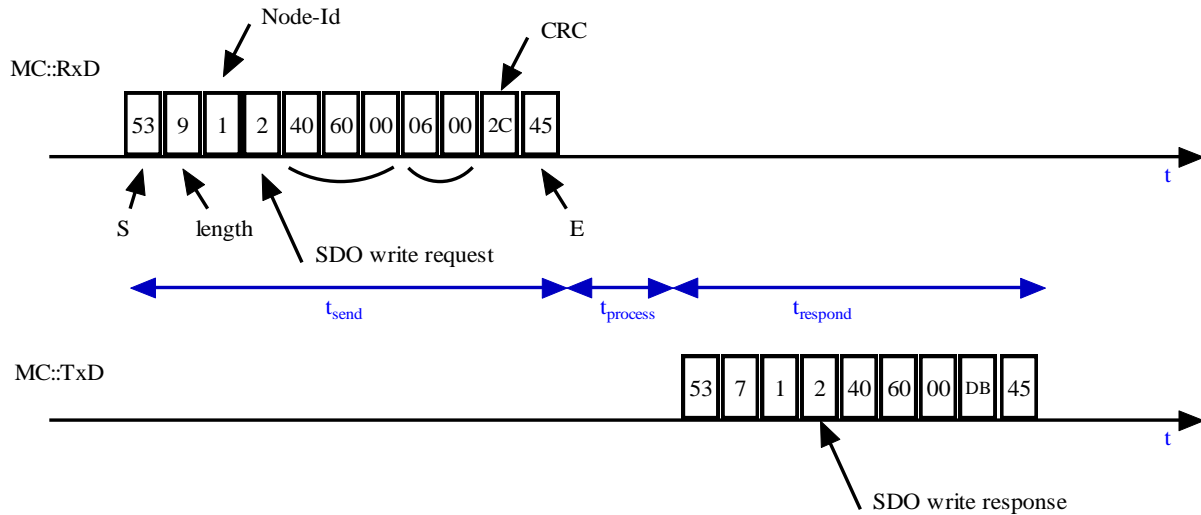 Node-Id
CRC
MC::RxD
53 9 1 2 40 60 00 06 00 2C 45
t
S length E
SDO write request
tsend tprocess trespond
MC::TxD
53 7 1 2 40 60 00 DB 45
t
SDO write response